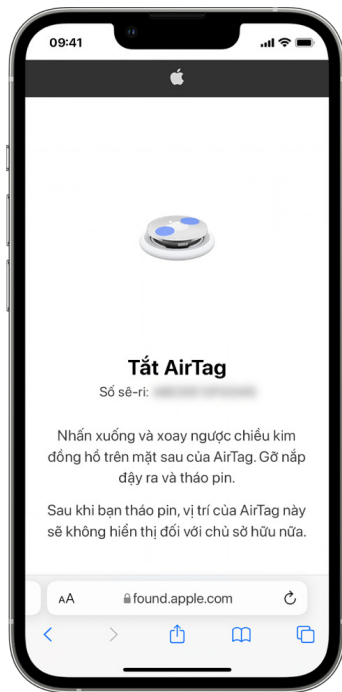 09:41
Tắt AirTag
Số sê-ri:
Nhấn xuống và xoay ngược chiều kim
đồng hồ trên mặt sau của AirTag. Gỡ nắp
đậy ra và tháo pin.
Sau khi bạn tháo pin, vị trí của AirTag này
sẽ không hiển thị đối với chủ sở hữu nữa.
AA found.apple.com